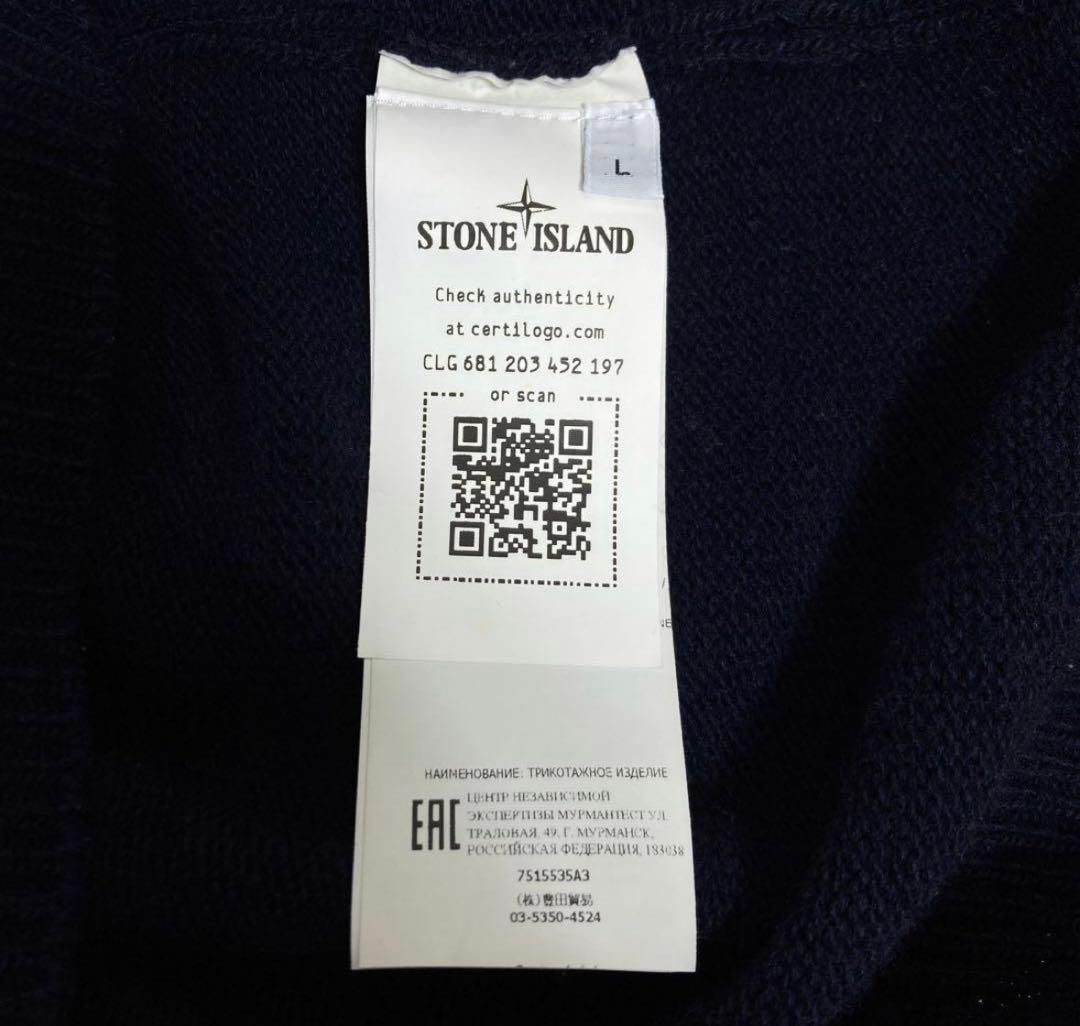 L
STONE ISLAND
Check authenticity
at certilogo.com
CLG 681 203 452 197
or scan
НАИМЕНОВАНИЕ: ТРИКОТАЖНОЕ ИЗДЕЛИЕ
EAC
ЦЕНТР НЕЗАВИСИМОЙ
ЭКСПЕРТИЗЫ МУРМАНТЕСТ УЛ.
ТРАЛОВАЯ, 49, Г. МУРМАНСК,
РОССИЙСКАЯ ФЕДЕРАЦИЯ, 183038
7515535A3
(株)豊田貿易
03-5350-4524